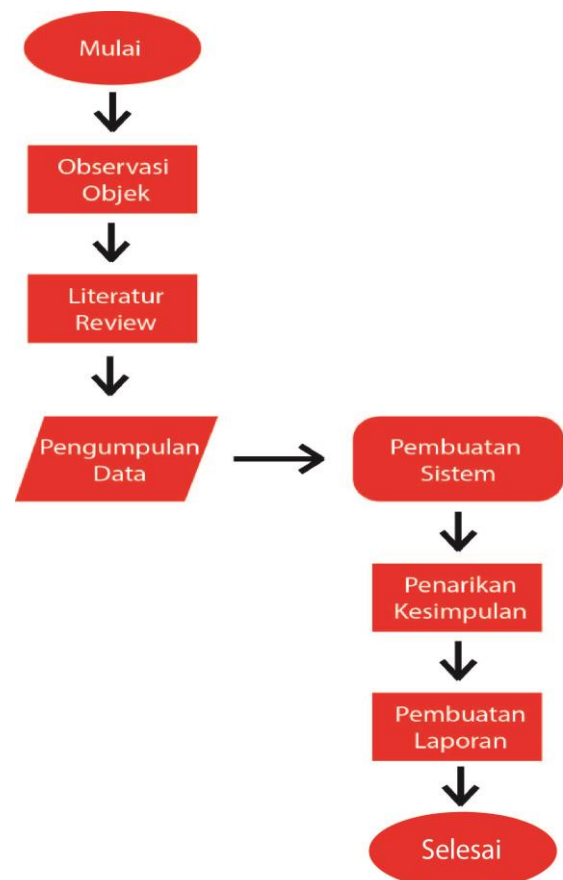 Mulai
Observasi
Objek
Literatur
Review
Pengumpulan
Data
Pembuatan
Sistem
Penarikan
Kesimpulan
Pembuatan
Laporan
Selesai